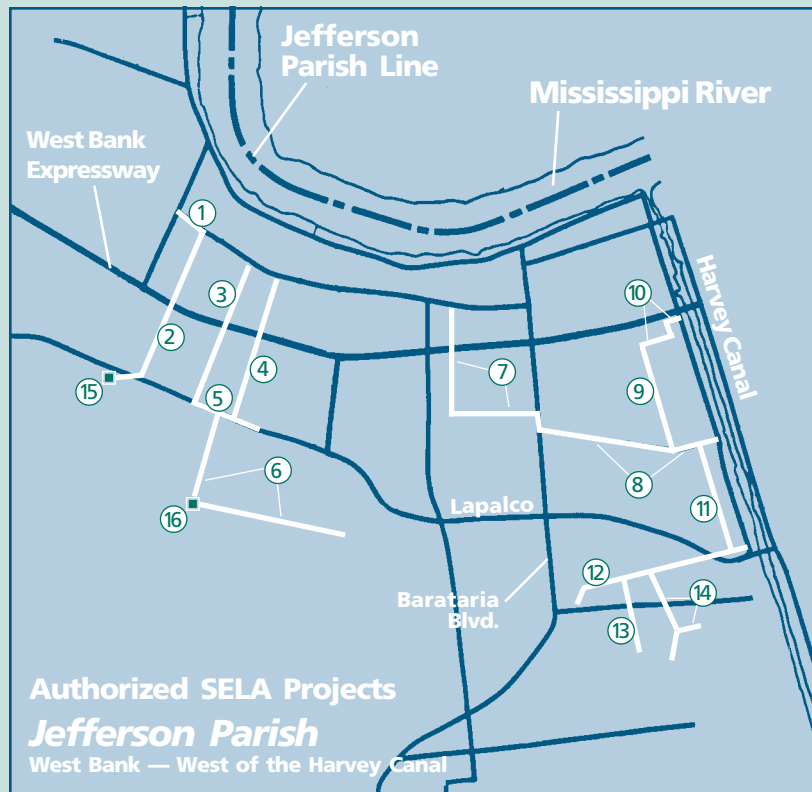 Jefferson
Parish Line
Mississippi River
West Bank
Expressway
1
Harvey Canal
3
10
2
7
4
15
9
5
6
8
Lapalco
16
11
12
Barataria
Blvd.
14
13
Authorized SELA Projects
Jefferson Parish
West Bank — West of the Harvey Canal